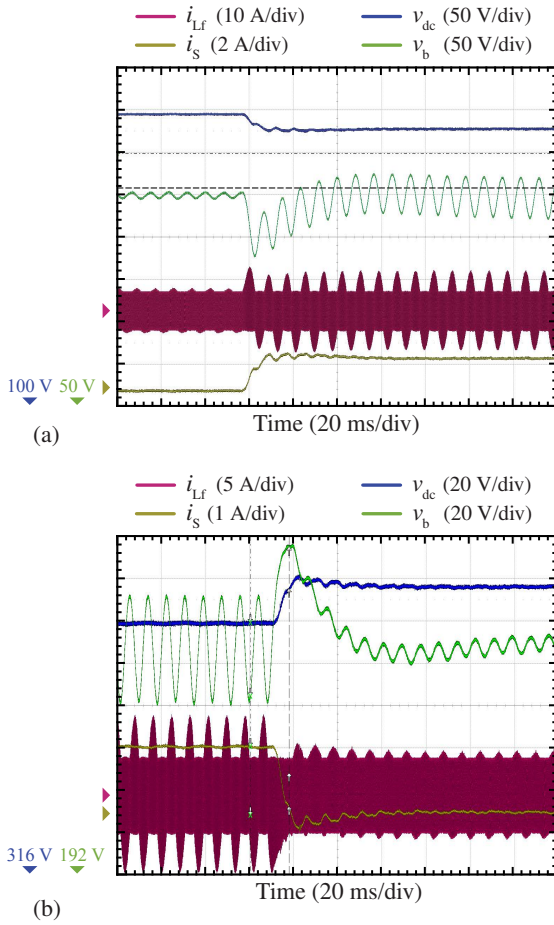 i_Lf (10 A/div) v_dc (50 V/div)
i_S (2 A/div) v_b (50 V/div)
100 V 50 V
Time (20 ms/div)
(a)
i_Lf (5 A/div) v_dc (20 V/div)
i_S (1 A/div) v_b (20 V/div)
316 V 192 V
Time (20 ms/div)
(b)